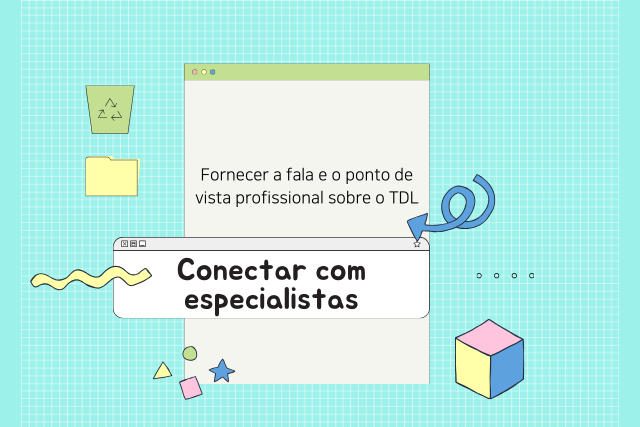 Fornecer a fala e o ponto de
vista profissional sobre o TDL
Conectar com
especialistas